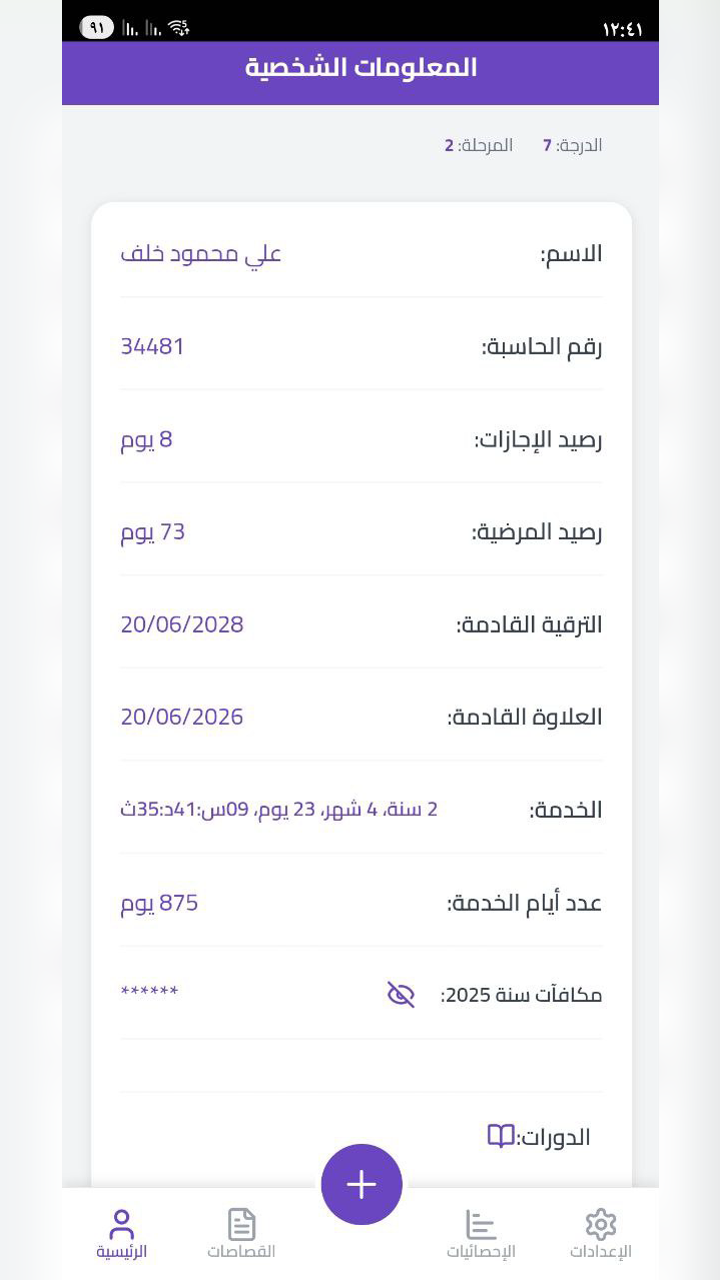 ٩١ ١٢:٤١
المعلومات الشخصية
الدرجة: 7 المرحلة: 2
الاسم: علي محمود خلف
رقم الحاسبة: 34481
رصيد الإجازات: 8 يوم
رصيد المرضية: 73 يوم
الترقية القادمة: 20/06/2028
العلاوة القادمة: 20/06/2026
الخدمة: 2 سنة، 4 شهر، 23 يوم، 09س:41د:35ث
عدد أيام الخدمة: 875 يوم
مكافآت سنة 2025: ******
الدورات:
+
الإعدادات الإحصائيات القصاصات الرئيسية